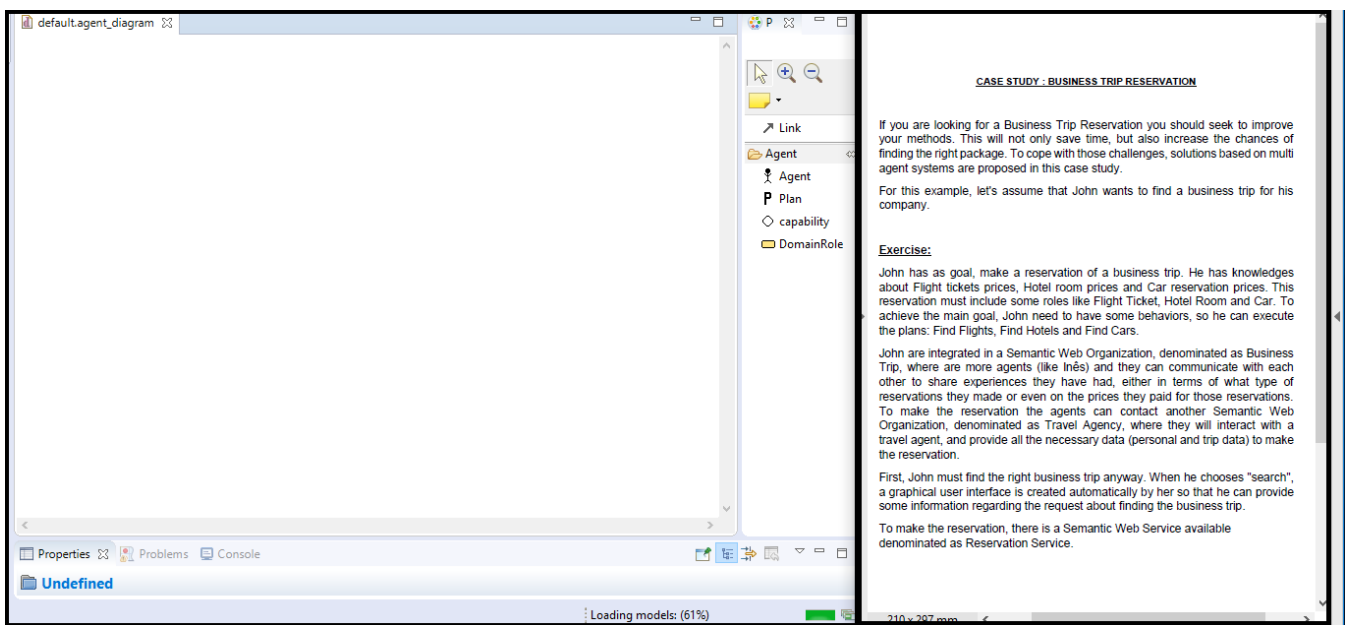 default.agent_diagram
P
Link
Agent
Agent
P Plan
capability
DomainRole
Properties Problems Console
Undefined
Loading models: (61%)
CASE STUDY : BUSINESS TRIP RESERVATION
If you are looking for a Business Trip Reservation you should seek to improve
your methods. This will not only save time, but also increase the chances of
finding the right package. To cope with those challenges, solutions based on multi
agent systems are proposed in this case study.
For this example, let's assume that John wants to find a business trip for his
company.
Exercise:
John has as goal, make a reservation of a business trip. He has knowledges
about Flight tickets prices, Hotel room prices and Car reservation prices. This
reservation must include some roles like Flight Ticket, Hotel Room and Car. To
achieve the main goal, John need to have some behaviors, so he can execute
the plans: Find Flights, Find Hotels and Find Cars.
John are integrated in a Semantic Web Organization, denominated as Business
Trip, where are more agents (like Inês) and they can communicate with each
other to share experiences they have had, either in terms of what type of
reservations they made or even on the prices they paid for those reservations.
To make the reservation the agents can contact another Semantic Web
Organization, denominated as Travel Agency, where they will interact with a
travel agent, and provide all the necessary data (personal and trip data) to make
the reservation.
First, John must find the right business trip anyway. When he chooses "search",
a graphical user interface is created automatically by her so that he can provide
some information regarding the request about finding the business trip.
To make the reservation, there is a Semantic Web Service available
denominated as Reservation Service.
210 x 297 mm